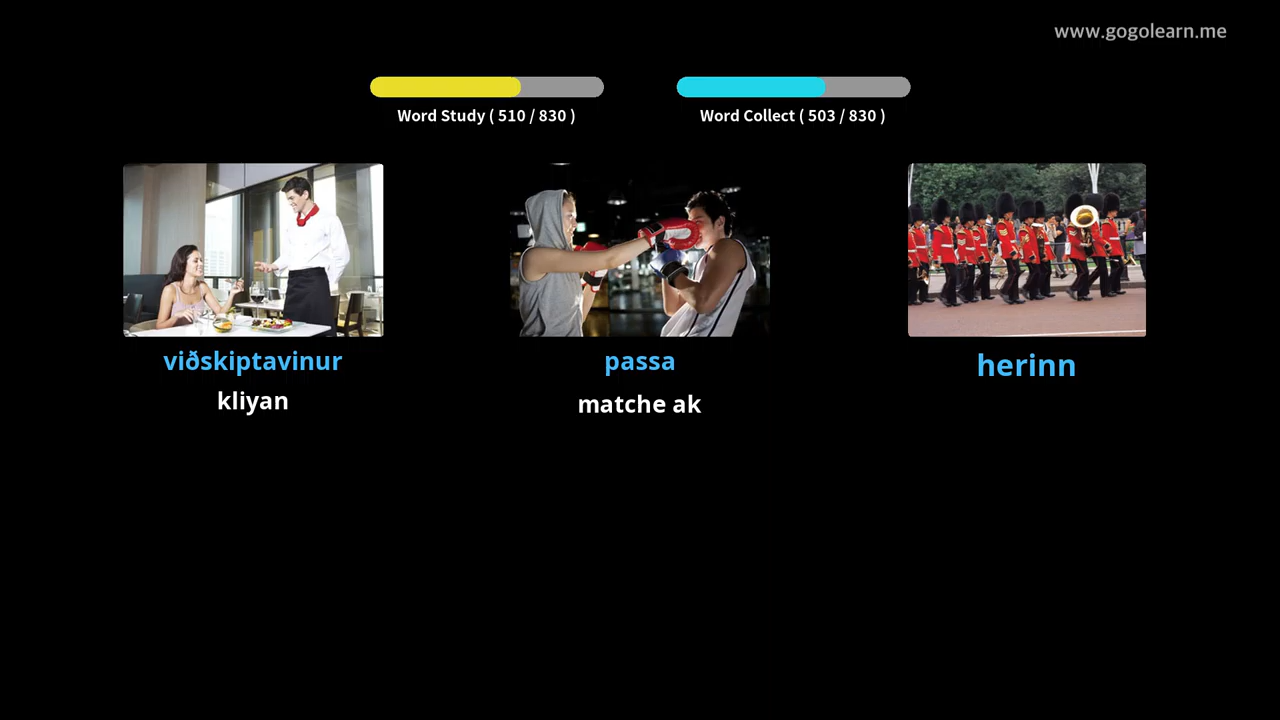 www.gogolearn.me
Word Study ( 510 / 830 )
Word Collect ( 503 / 830 )
viðskiptavinur
kliyan
passa
matche ak
herinn